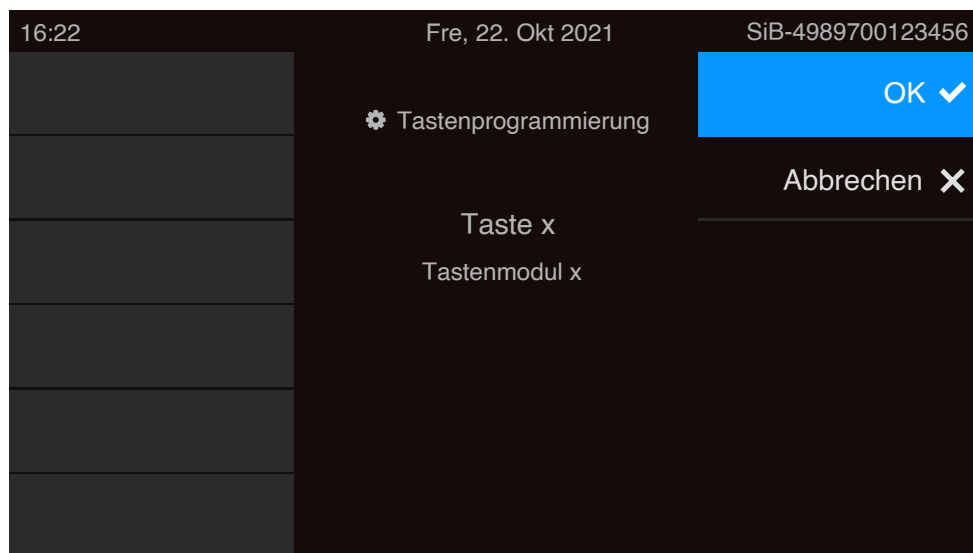 16:22 Fre, 22. Okt 2021 SiB-4989700123456
OK
Tastenprogrammierung
Abbrechen
Taste x
Tastenmodul x